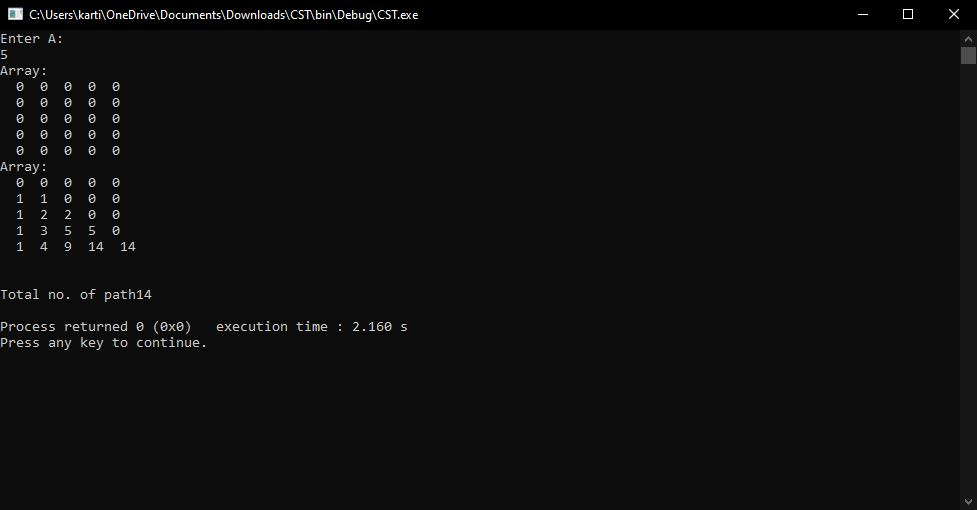 C:\Users\karti\OneDrive\Documents\Downloads\CST\bin\Debug\CST.exe
Enter A:
5
Array:
  0  0  0  0  0
  0  0  0  0  0
  0  0  0  0  0
  0  0  0  0  0
  0  0  0  0  0
Array:
  0  0  0  0  0
  1  1  0  0  0
  1  2  2  0  0
  1  3  5  5  0
  1  4  9  14  14
Total no. of path14
Process returned 0 (0x0)   execution time : 2.160 s
Press any key to continue.